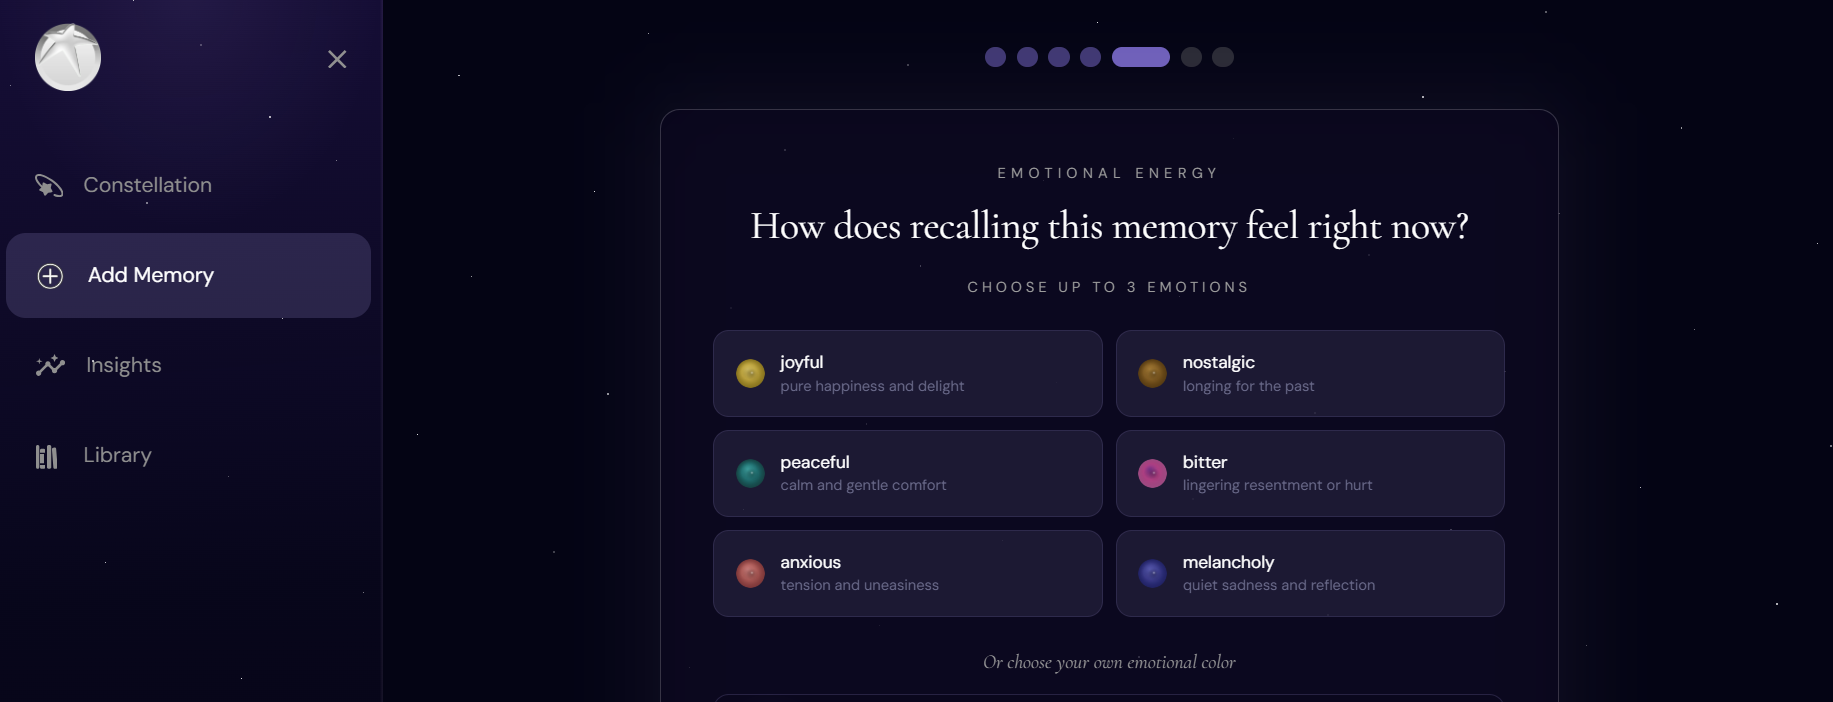 Constellation
Add Memory
Insights
Library
EMOTIONAL ENERGY
How does recalling this memory feel right now?
CHOOSE UP TO 3 EMOTIONS
joyful
pure happiness and delight
nostalgic
longing for the past
peaceful
calm and gentle comfort
bitter
lingering resentment or hurt
anxious
tension and uneasiness
melancholy
quiet sadness and reflection
Or choose your own emotional color